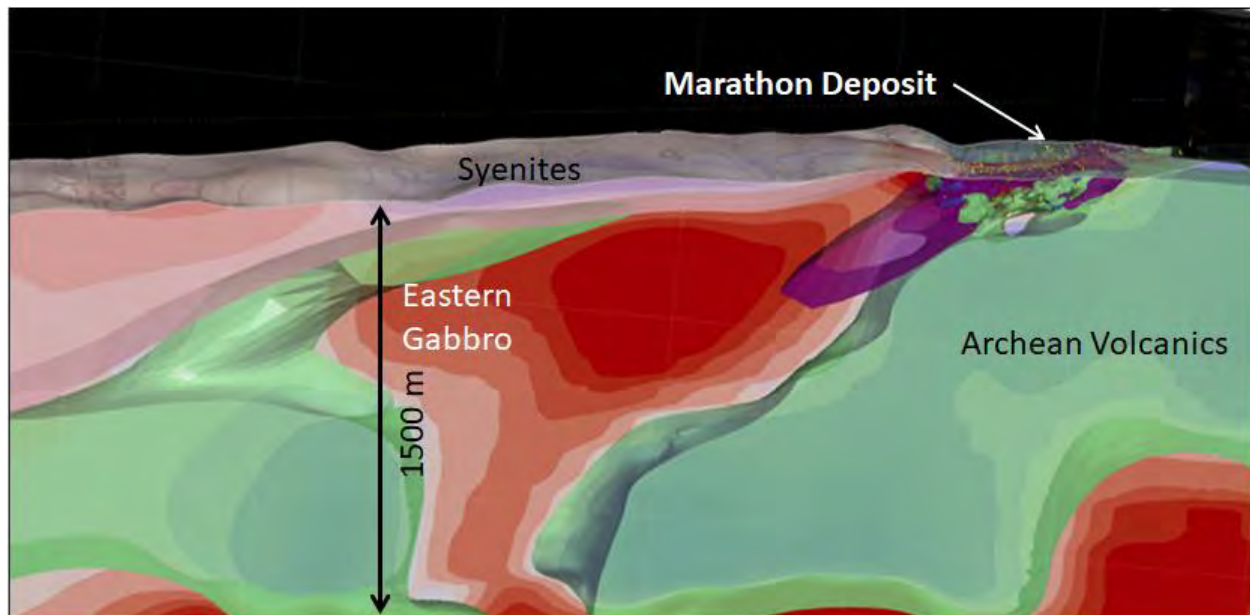 Marathon Deposit
Syenites
Eastern
Gabbro
Archean Volcanics
1500 m